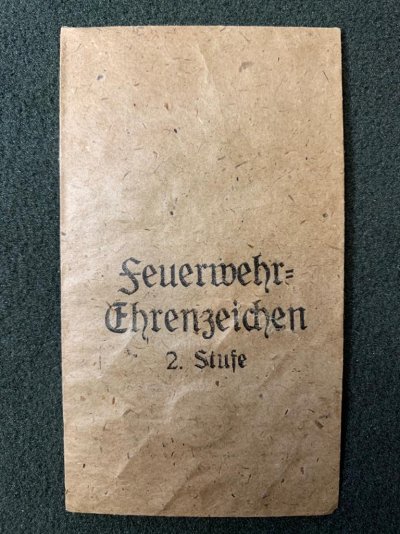 Feuerwehr=
Ehrenzeichen
2. Stufe